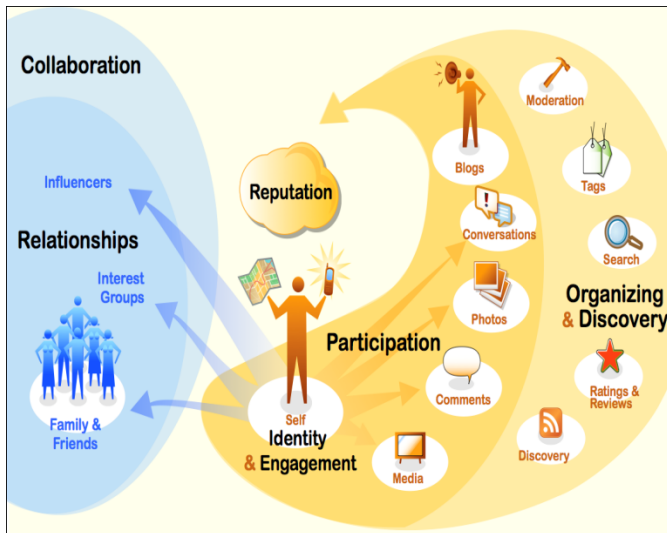 Collaboration
Influencers
Relationships
Interest
Groups
Family &
Friends
Reputation
Self
Identity
& Engagement
Participation
Blogs
Conversations
Photos
Comments
Media
Moderation
Tags
Search
Organizing
& Discovery
Ratings &
Reviews
Discovery
!